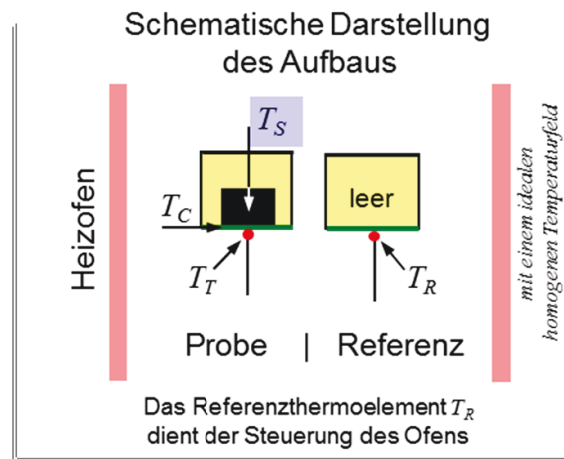 Schematische Darstellung
des Aufbaus
Heizofen
T_S
T_C
leer
T_T
T_R
mit einem idealen
homogenen Temperaturfeld
Probe | Referenz
Das Referenzthermoelement T_R
dient der Steuerung des Ofens